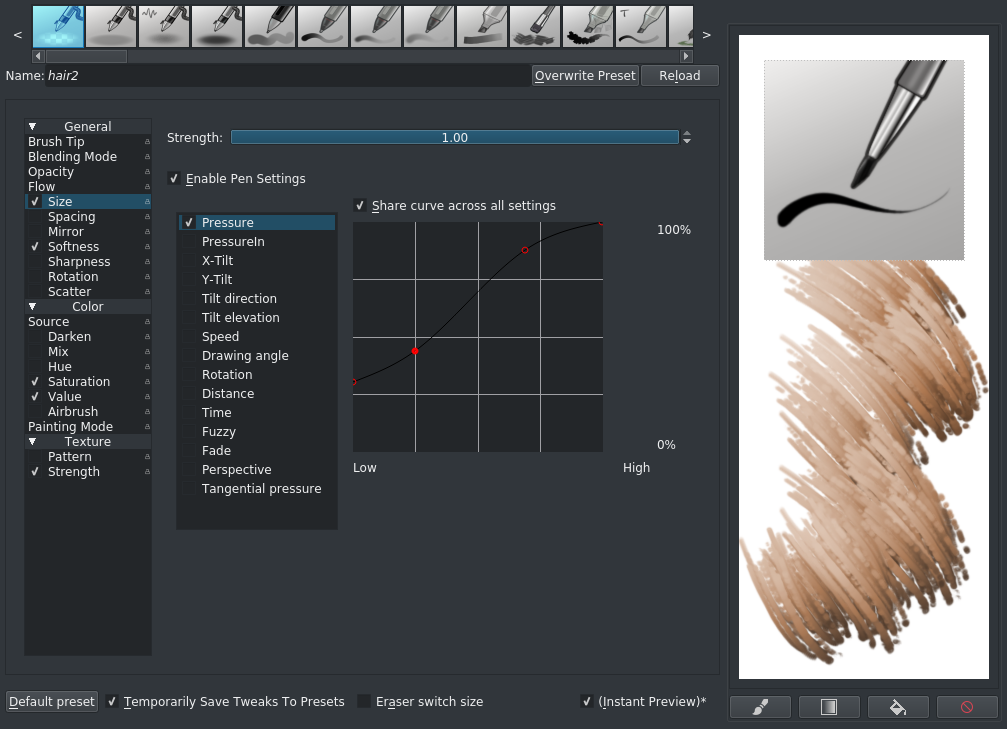 T
< >
Name: hair2 Overwrite Preset Reload
General
Brush Tip
Blending Mode
Opacity
Flow
Size
Spacing
Mirror
Softness
Sharpness
Rotation
Scatter
Color
Source
Darken
Mix
Hue
Saturation
Value
Airbrush
Painting Mode
Texture
Pattern
Strength
Strength: 1.00
Enable Pen Settings
Pressure
PressureIn
X-Tilt
Y-Tilt
Tilt direction
Tilt elevation
Speed
Drawing angle
Rotation
Distance
Time
Fuzzy
Fade
Perspective
Tangential pressure
Share curve across all settings
100%
0%
Low High
Default preset Temporarily Save Tweaks To Presets Eraser switch size (Instant Preview)*